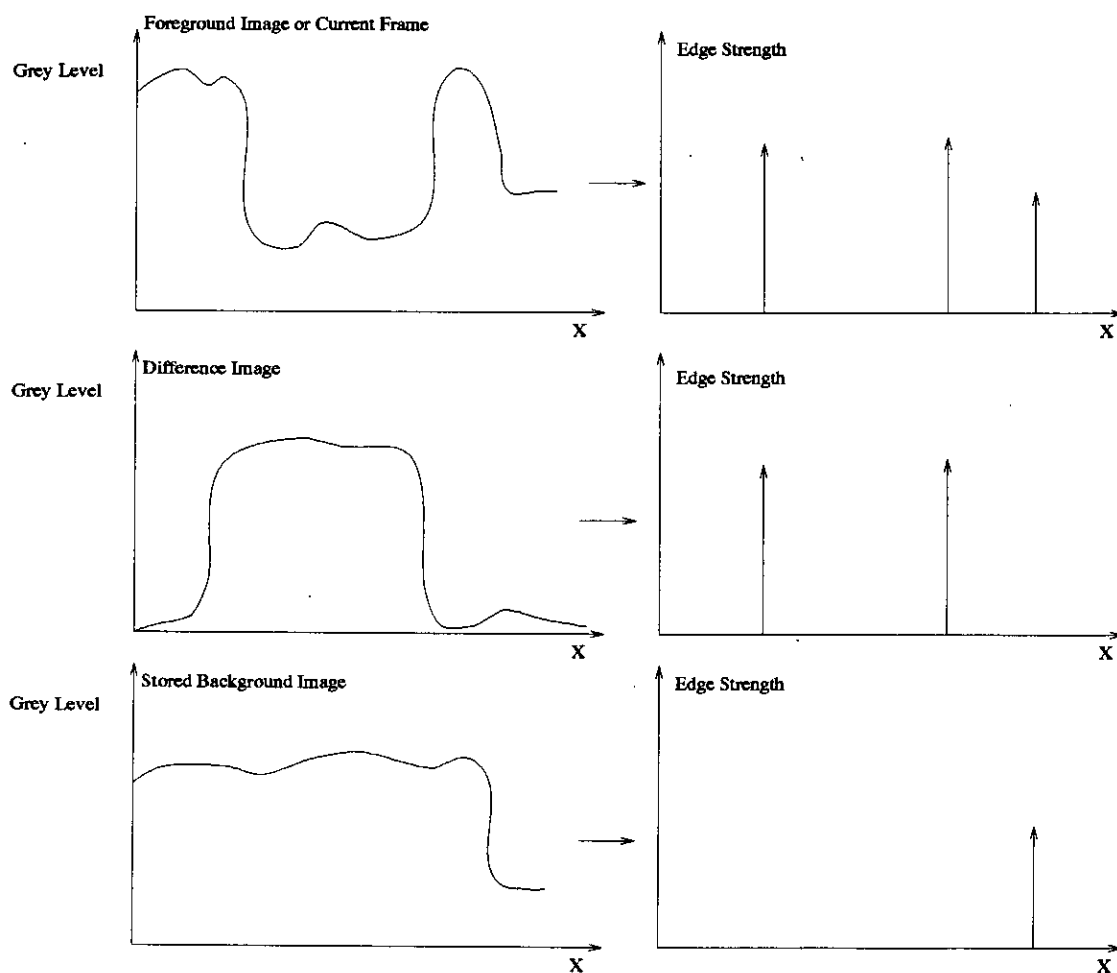 Foreground Image or Current Frame
Grey Level
Edge Strength
X
X
Difference Image
Grey Level
Edge Strength
X
X
Stored Background Image
Grey Level
Edge Strength
X
X